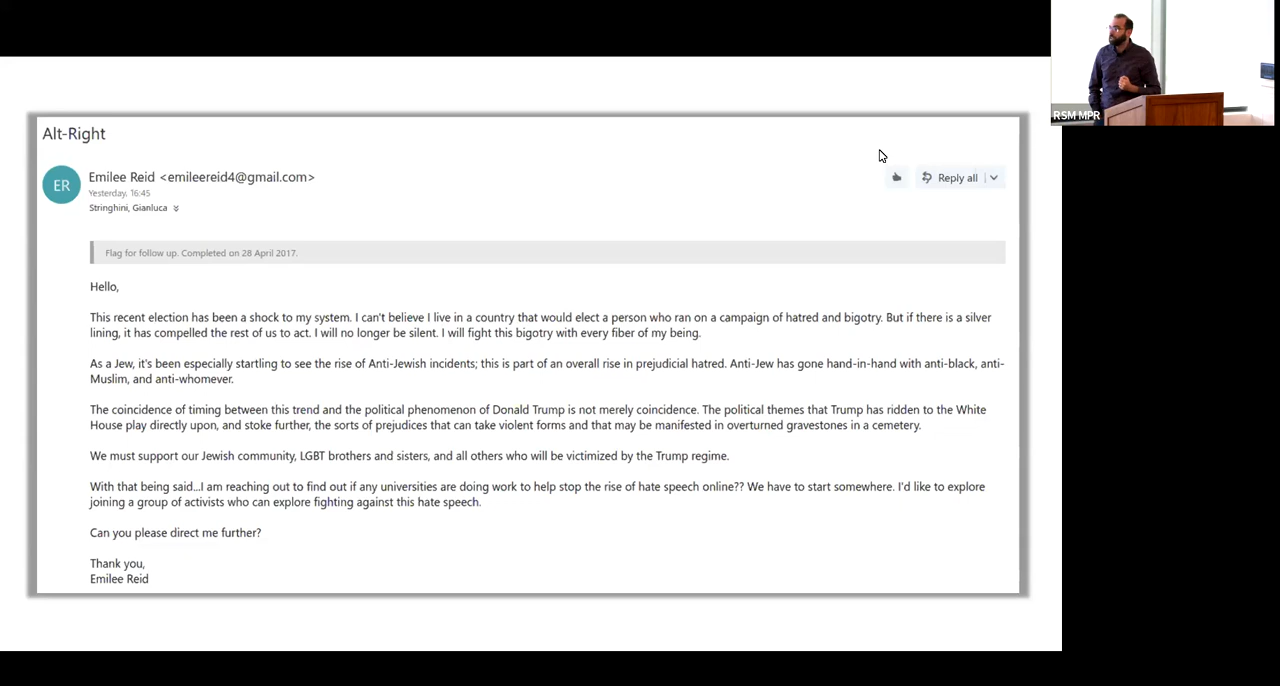 Alt-Right
ER
Emilee Reid <emileereid4@gmail.com>
Yesterday, 16:45
Stringhini, Gianluca
Reply all
Flag for follow up. Completed on 28 April 2017.
Hello,
This recent election has been a shock to my system. I can't believe I live in a country that would elect a person who ran on a campaign of hatred and bigotry. But if there is a silver
lining, it has compelled the rest of us to act. I will no longer be silent. I will fight this bigotry with every fiber of my being.
As a Jew, it's been especially startling to see the rise of Anti-Jewish incidents; this is part of an overall rise in prejudicial hatred. Anti-Jew has gone hand-in-hand with anti-black, anti-
Muslim, and anti-whomever.
The coincidence of timing between this trend and the political phenomenon of Donald Trump is not merely coincidence. The political themes that Trump has ridden to the White
House play directly upon, and stoke further, the sorts of prejudices that can take violent forms and that may be manifested in overturned gravestones in a cemetery.
We must support our Jewish community, LGBT brothers and sisters, and all others who will be victimized by the Trump regime.
With that being said...I am reaching out to find out if any universities are doing work to help stop the rise of hate speech online?? We have to start somewhere. I'd like to explore
joining a group of activists who can explore fighting against this hate speech.
Can you please direct me further?
Thank you,
Emilee Reid
RSM MPR